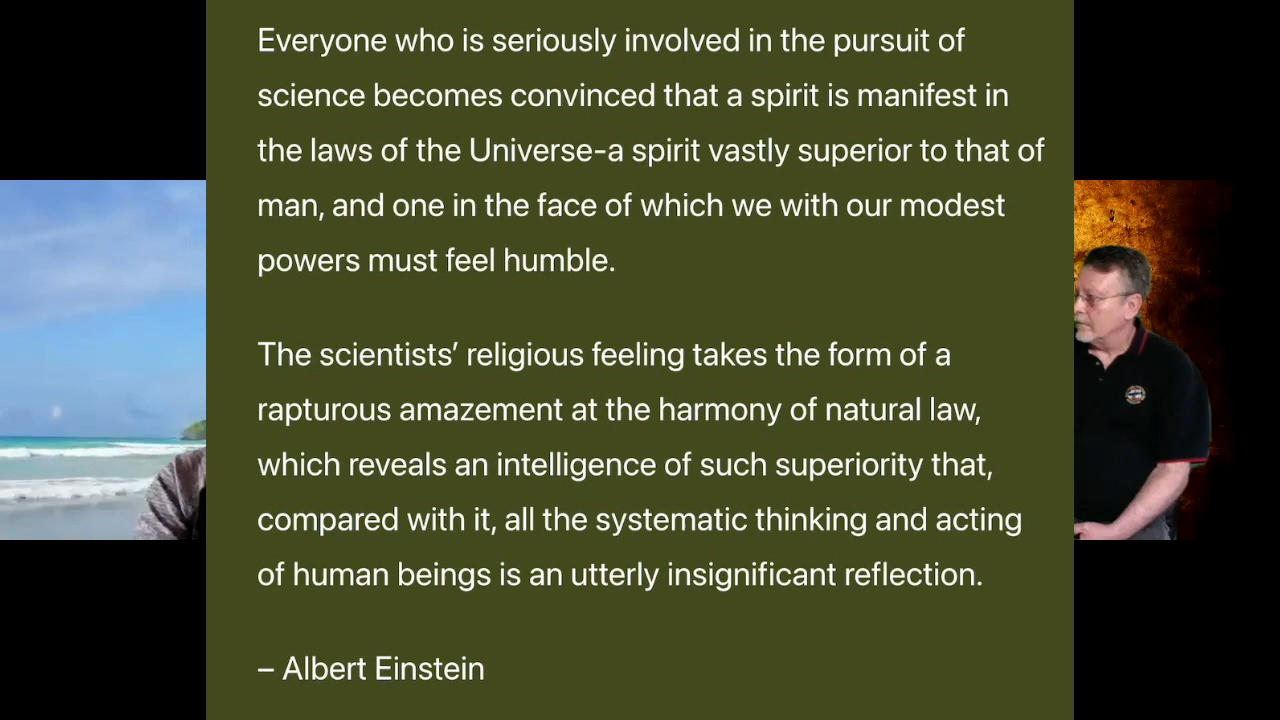 Everyone who is seriously involved in the pursuit of
science becomes convinced that a spirit is manifest in
the laws of the Universe-a spirit vastly superior to that of
man, and one in the face of which we with our modest
powers must feel humble.
The scientists’ religious feeling takes the form of a
rapturous amazement at the harmony of natural law,
which reveals an intelligence of such superiority that,
compared with it, all the systematic thinking and acting
of human beings is an utterly insignificant reflection.
– Albert Einstein